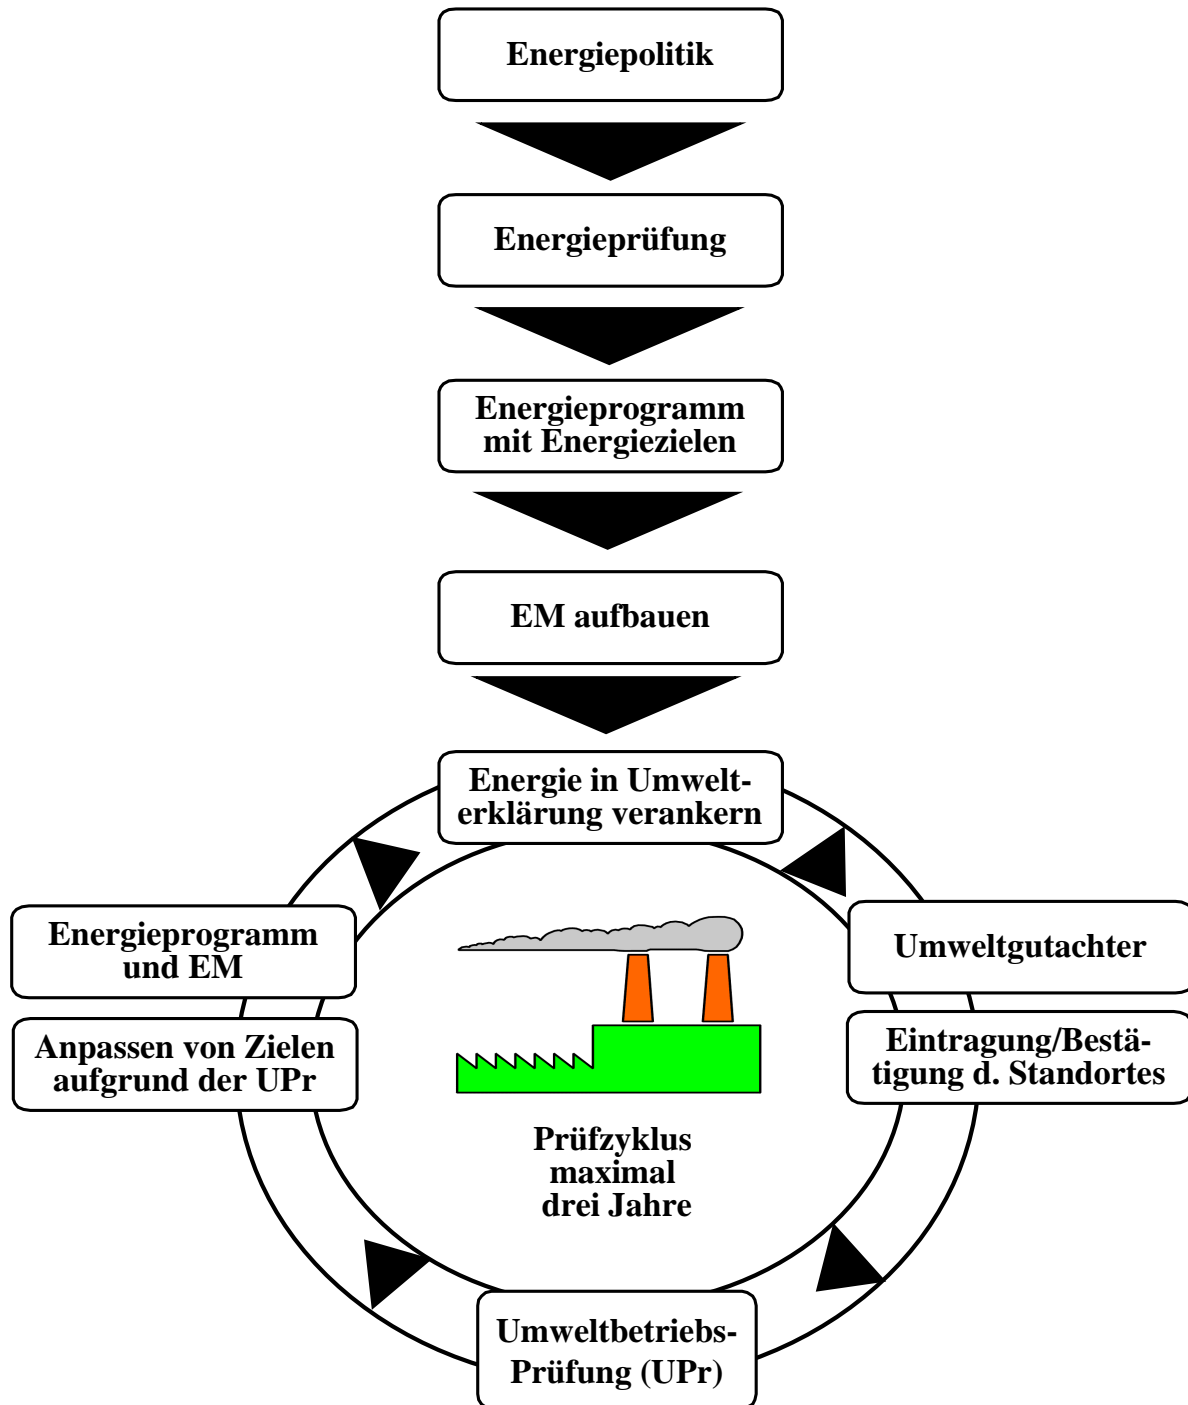 Energiepolitik
Energieprüfung
Energieprogramm
mit Energiezielen
EM aufbauen
Energie in Umwelt-
erklärung verankern
Energieprogramm
und EM
Umweltgutachter
Anpassen von Zielen
aufgrund der UPr
Eintragung/Bestä-
tigung d. Standortes
Prüfzyklus
maximal
drei Jahre
Umweltbetriebs-
Prüfung (UPr)